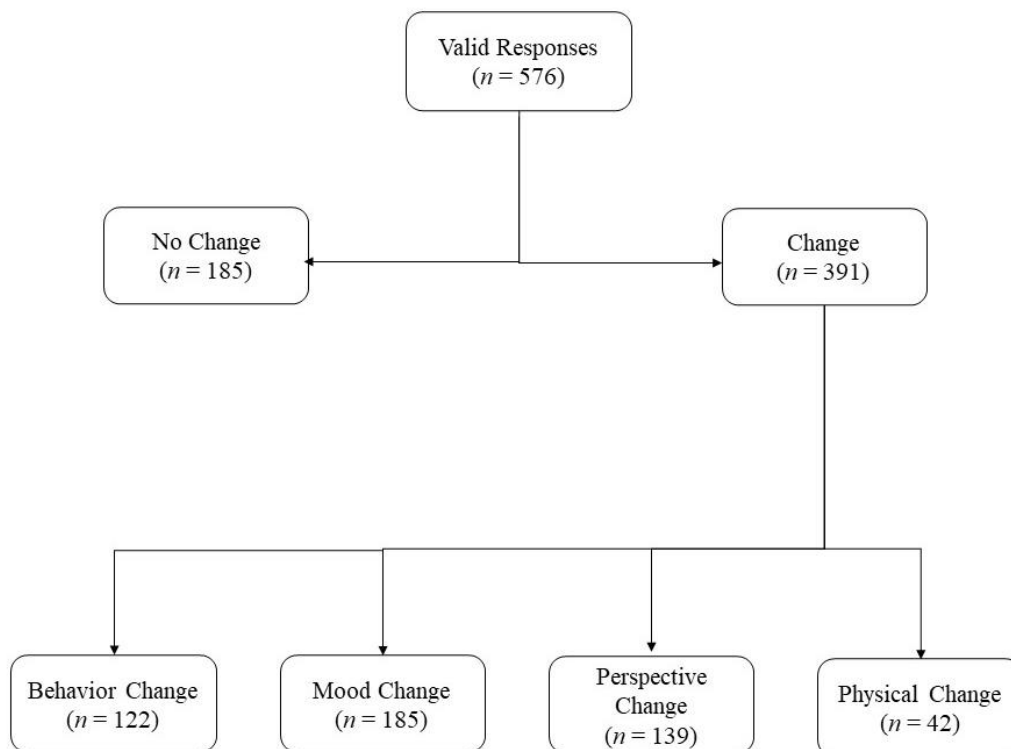 Valid Responses
(n = 576)
No Change
(n = 185)
Change
(n = 391)
Behavior Change
(n = 122)
Mood Change
(n = 185)
Perspective
Change
(n = 139)
Physical Change
(n = 42)